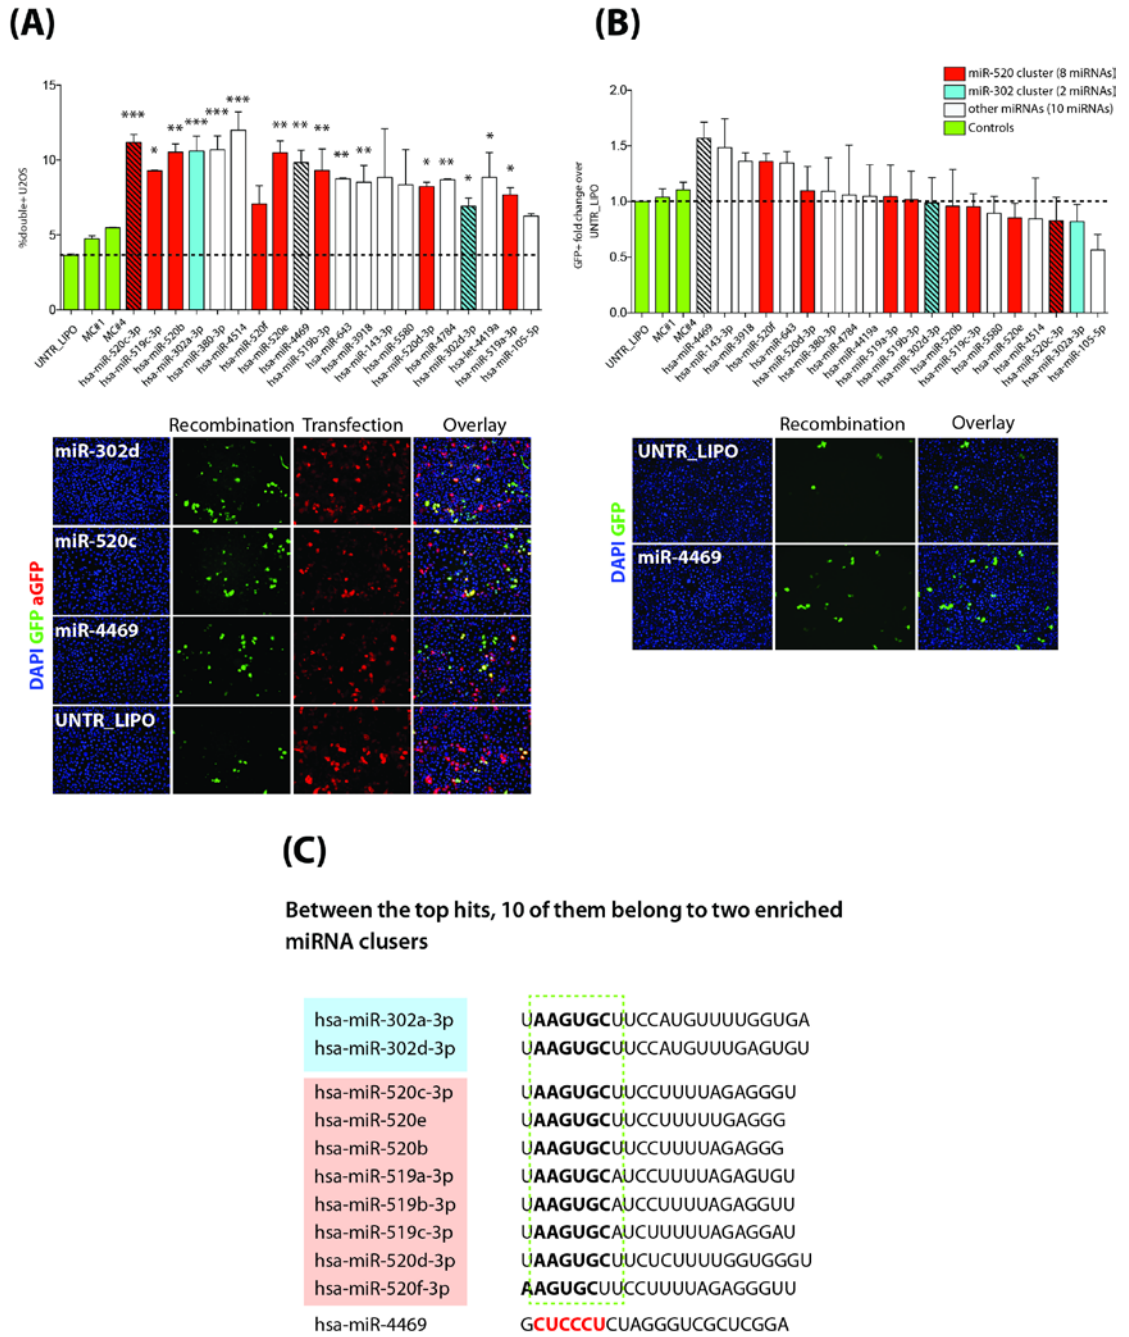 (A)
15
10
5
0
%double+ U2OS
***
*
**
***
***
***
**
**
**
**
**
*
**
*
*
*
UNTR_LIPO
MC#1
MC#4
hsa-miR-520c-3p
hsa-miR-519c-3p
hsa-miR-520b
hsa-miR-302a-3p
hsa-miR-380-3p
hsa-miR-4514
hsa-miR-520f
hsa-miR-520e
hsa-miR-4469
hsa-miR-519b-3p
hsa-miR-643
hsa-miR-3918
hsa-miR-143-3p
hsa-miR-5580
hsa-miR-520d-3p
hsa-miR-4784
hsa-miR-302d-3p
hsa-let-4419a
hsa-miR-519a-3p
hsa-miR-105-5p
Recombination Transfection Overlay
miR-302d
miR-520c
miR-4469
UNTR_LIPO
DAPI GFP aGFP
(B)
miR-520 cluster (8 miRNAs)
miR-302 cluster (2 miRNAs)
other miRNAs (10 miRNAs)
Controls
2.0
1.5
1.0
0.5
0.0
GFP+ fold change over
UNTR_LIPO
UNTR_LIPO
MC#1
MC#4
hsa-miR-4469
hsa-miR-143-3p
hsa-miR-3918
hsa-miR-520f
hsa-miR-643
hsa-miR-520d-3p
hsa-miR-380-3p
hsa-miR-4784
hsa-miR-4419a
hsa-miR-519a-3p
hsa-miR-519b-3p
hsa-miR-302d-3p
hsa-miR-520b
hsa-miR-519c-3p
hsa-miR-5580
hsa-miR-520e
hsa-miR-4514
hsa-miR-520c-3p
hsa-miR-302a-3p
hsa-miR-105-5p
Recombination Overlay
UNTR_LIPO
miR-4469
DAPI GFP
(C)
Between the top hits, 10 of them belong to two enriched
miRNA clusers
hsa-miR-302a-3p UAAGUGCUUCCAUGUUUUGGUGA
hsa-miR-302d-3p UAAGUGCUUCCAUGUUUGAGUGU
hsa-miR-520c-3p UAAGUGCUUCCUUUUAGAGGGU
hsa-miR-520e UAAGUGCUUCCUUUUUGAGGG
hsa-miR-520b UAAGUGCUUCCUUUUAGAGGG
hsa-miR-519a-3p UAAGUGCAUCCUUUUAGAGUGU
hsa-miR-519b-3p UAAGUGCAUCCUUUUAGAGGUU
hsa-miR-519c-3p UAAGUGCAUCUUUUUAGAGGAU
hsa-miR-520d-3p UAAGUGCUUCUCUUUUGGUGGGU
hsa-miR-520f-3p AAGUGCUUCCUUUUAGAGGGUU
hsa-miR-4469 GCUCCCUCUAGGGUCGCUCGGA